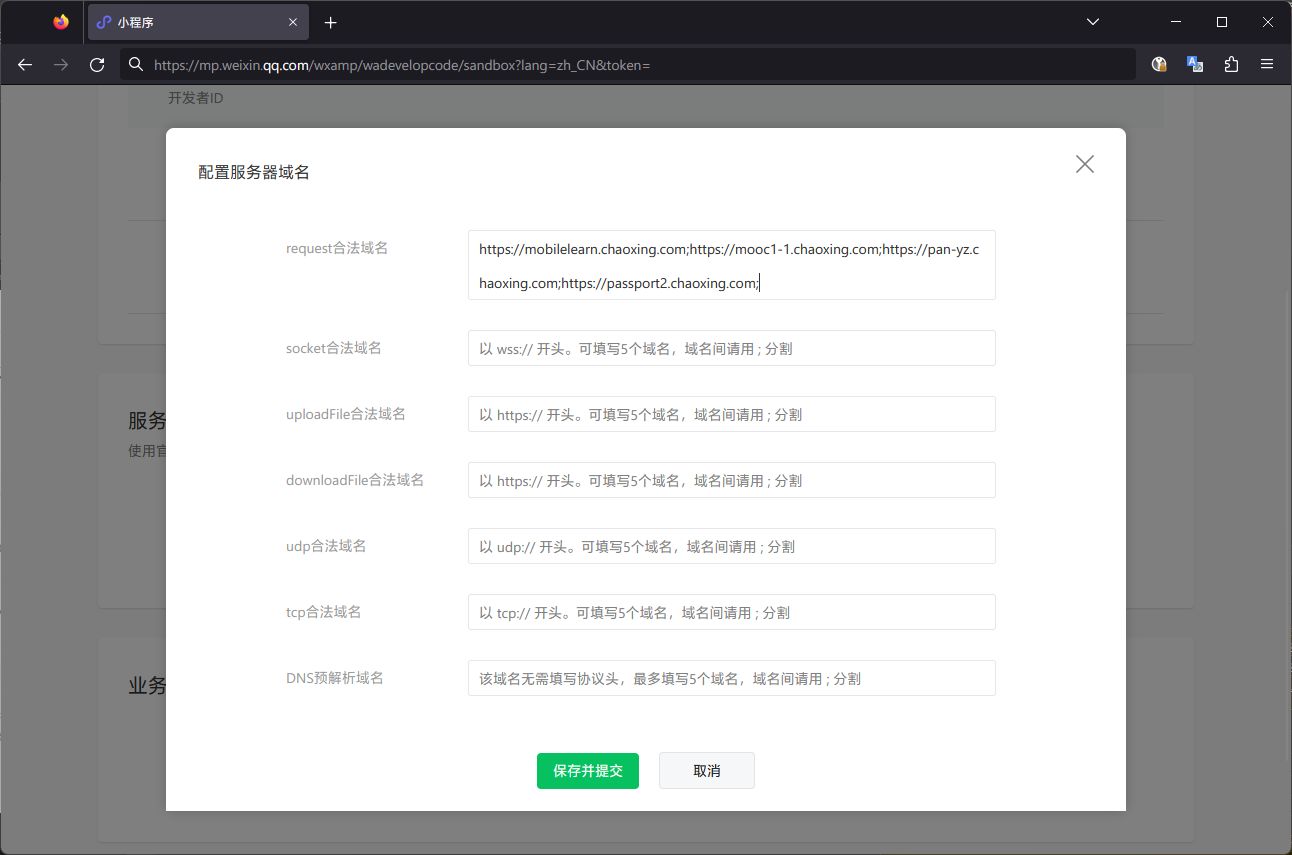 小程序
https://mp.weixin.qq.com/wxamp/wadevelopcode/sandbox?lang=zh_CN&token=
开发者ID
配置服务器域名
request合法域名
https://mobilelearn.chaoxing.com;https://mooc1-1.chaoxing.com;https://pan-yz.c
haoxing.com;https://passport2.chaoxing.com;
socket合法域名
以 wss:// 开头。可填写5个域名，域名间请用 ; 分割
服务
uploadFile合法域名
以 https:// 开头。可填写5个域名，域名间请用 ; 分割
使用官
downloadFile合法域名
以 https:// 开头。可填写5个域名，域名间请用 ; 分割
udp合法域名
以 udp:// 开头。可填写5个域名，域名间请用 ; 分割
tcp合法域名
以 tcp:// 开头。可填写5个域名，域名间请用 ; 分割
业务
DNS预解析域名
该域名无需填写协议头，最多填写5个域名，域名间请用 ; 分割
保存并提交
取消